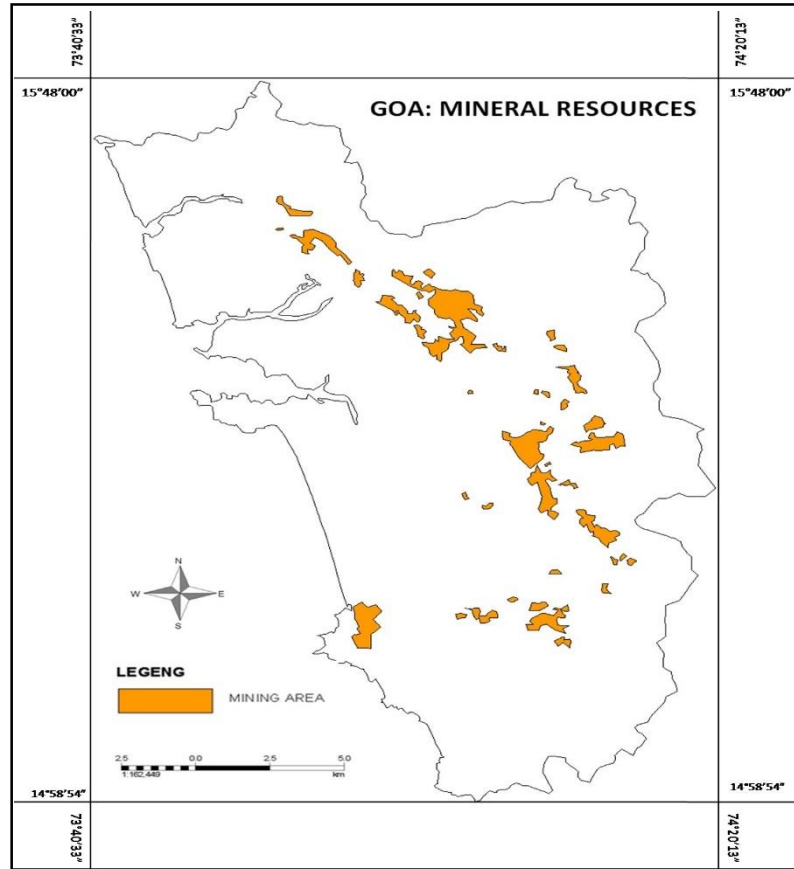 73°40'33"
74°20'13"
15°48'00"
15°48'00"
GOA: MINERAL RESOURCES
N
W
E
S
LEGENG
MINING AREA
2.5 0.0 2.5 5.0
1:162,449 km
14°58'54"
14°58'54"
73°40'33"
74°20'13"